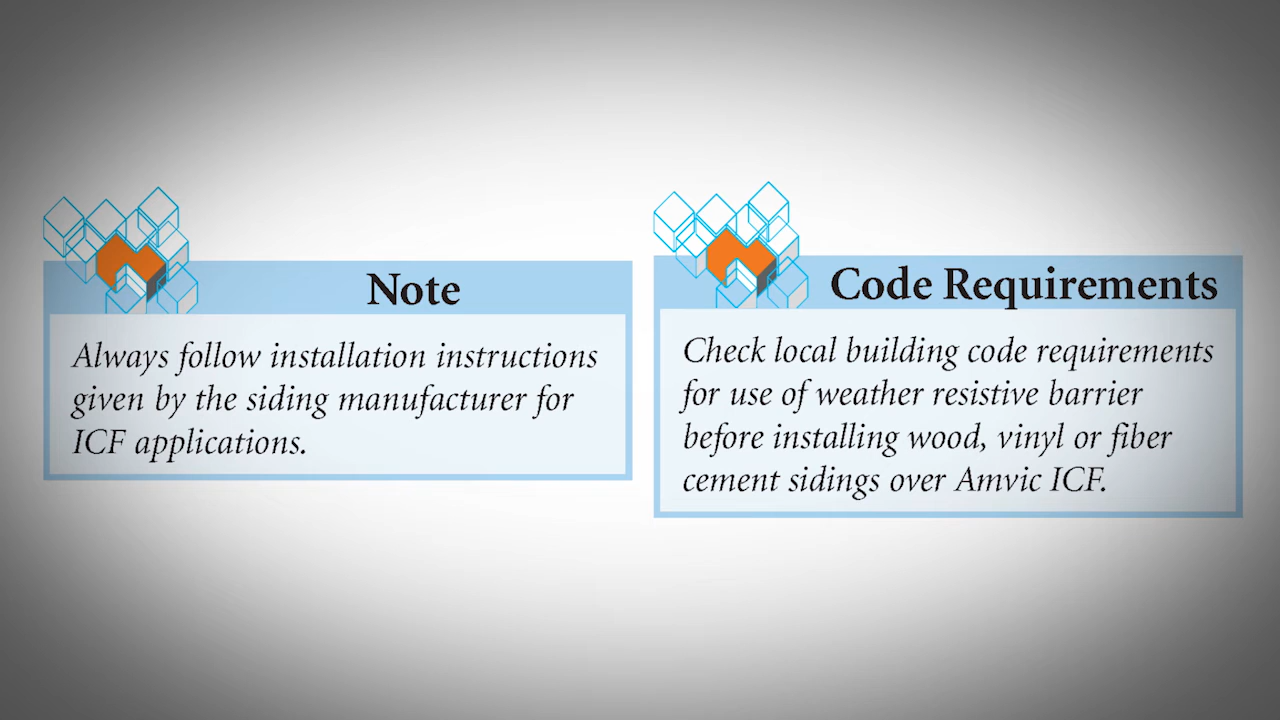 Note
Always follow installation instructions
given by the siding manufacturer for
ICF applications.
Code Requirements
Check local building code requirements
for use of weather resistive barrier
before installing wood, vinyl or fiber
cement sidings over Amvic ICF.